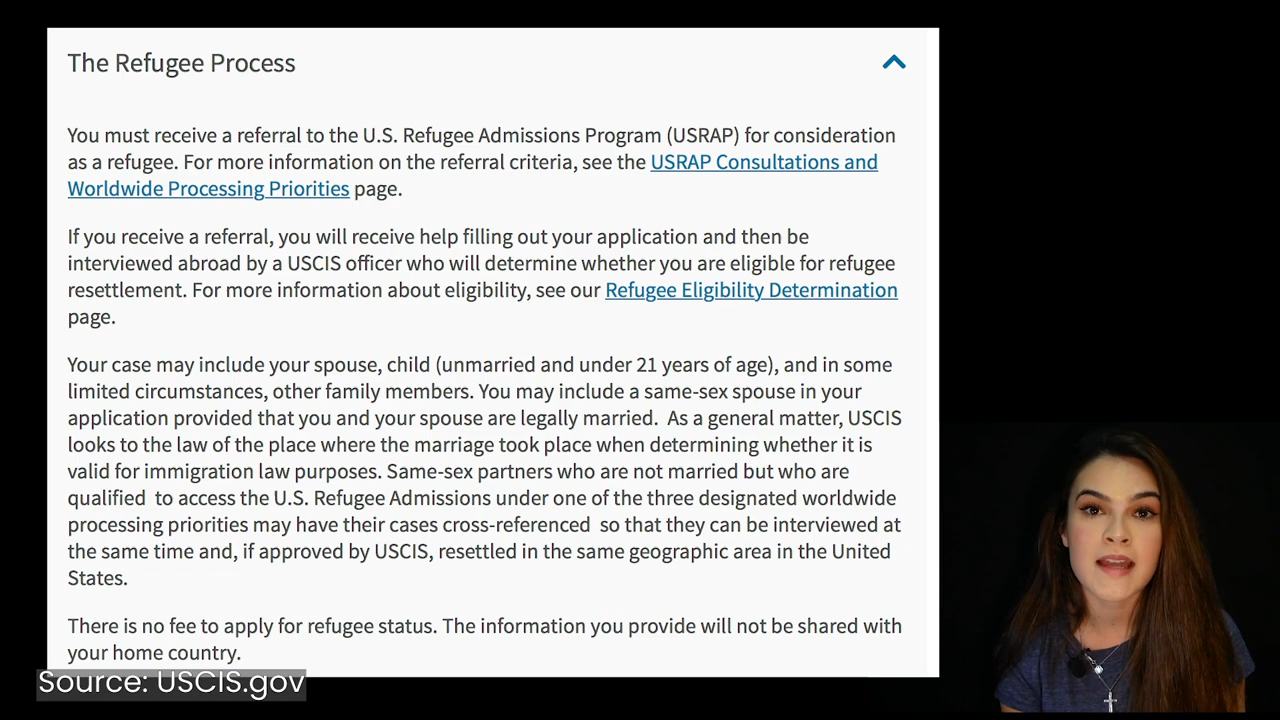 The Refugee Process
You must receive a referral to the U.S. Refugee Admissions Program (USRAP) for consideration
as a refugee. For more information on the referral criteria, see the USRAP Consultations and
Worldwide Processing Priorities page.
If you receive a referral, you will receive help filling out your application and then be
interviewed abroad by a USCIS officer who will determine whether you are eligible for refugee
resettlement. For more information about eligibility, see our Refugee Eligibility Determination
page.
Your case may include your spouse, child (unmarried and under 21 years of age), and in some
limited circumstances, other family members. You may include a same-sex spouse in your
application provided that you and your spouse are legally married.  As a general matter, USCIS
looks to the law of the place where the marriage took place when determining whether it is
valid for immigration law purposes. Same-sex partners who are not married but who are
qualified  to access the U.S. Refugee Admissions under one of the three designated worldwide
processing priorities may have their cases cross-referenced  so that they can be interviewed at
the same time and, if approved by USCIS, resettled in the same geographic area in the United
States.
There is no fee to apply for refugee status. The information you provide will not be shared with
your home country.
Source: USCIS.gov